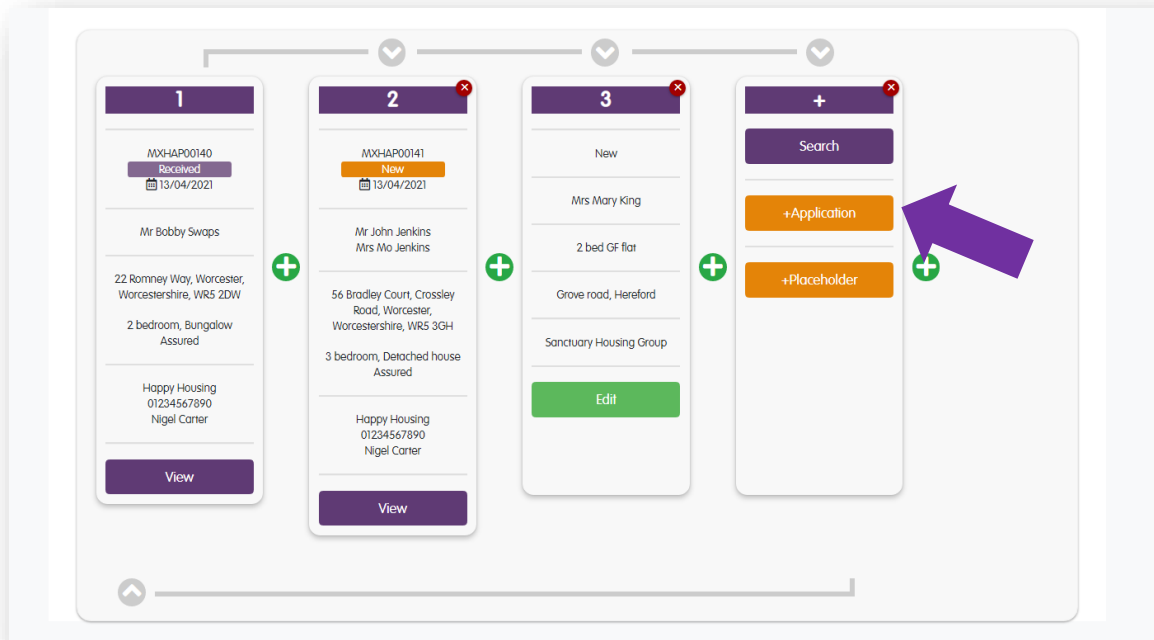 1
MXHAP00140
Received
13/04/2021
Mr Bobby Swaps
22 Romney Way, Worcester,
Worcestershire, WR5 2DW
2 bedroom, Bungalow
Assured
Happy Housing
01234567890
Nigel Carter
View
2
MXHAP00141
New
13/04/2021
Mr John Jenkins
Mrs Mo Jenkins
56 Bradley Court, Crossley
Road, Worcester,
Worcestershire, WR5 3GH
3 bedroom, Detached house
Assured
Happy Housing
01234567890
Nigel Carter
View
3
New
Mrs Mary King
2 bed GF flat
Grove road, Hereford
Sanctuary Housing Group
Edit
+
Search
+Application
+Placeholder